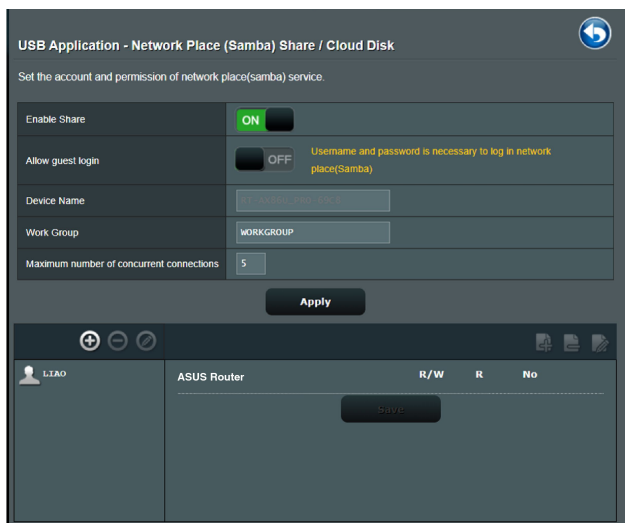 USB Application - Network Place (Samba) Share / Cloud Disk
Set the account and permission of network place(samba) service.
Enable Share
ON
Allow guest login
OFF
Username and password is necessary to log in network
place(Samba)
Device Name
Work Group
WORKGROUP
Maximum number of concurrent connections
5
Apply
LIAO
ASUS Router
R/W
R
No
Save